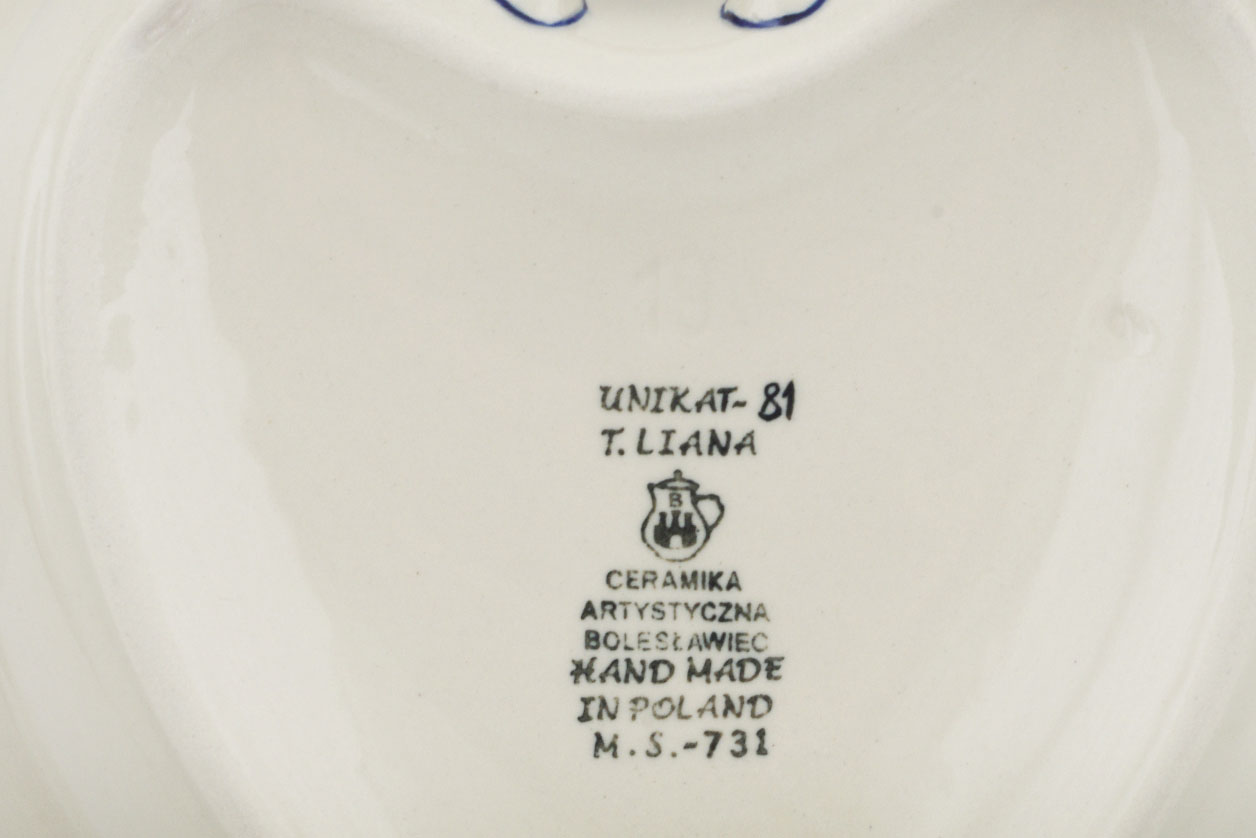 UNIKAT- 81
T. LIANA
B
CERAMIKA
ARTYSTYCZNA
BOLESŁAWIEC
HAND MADE
IN POLAND
M.S.-731